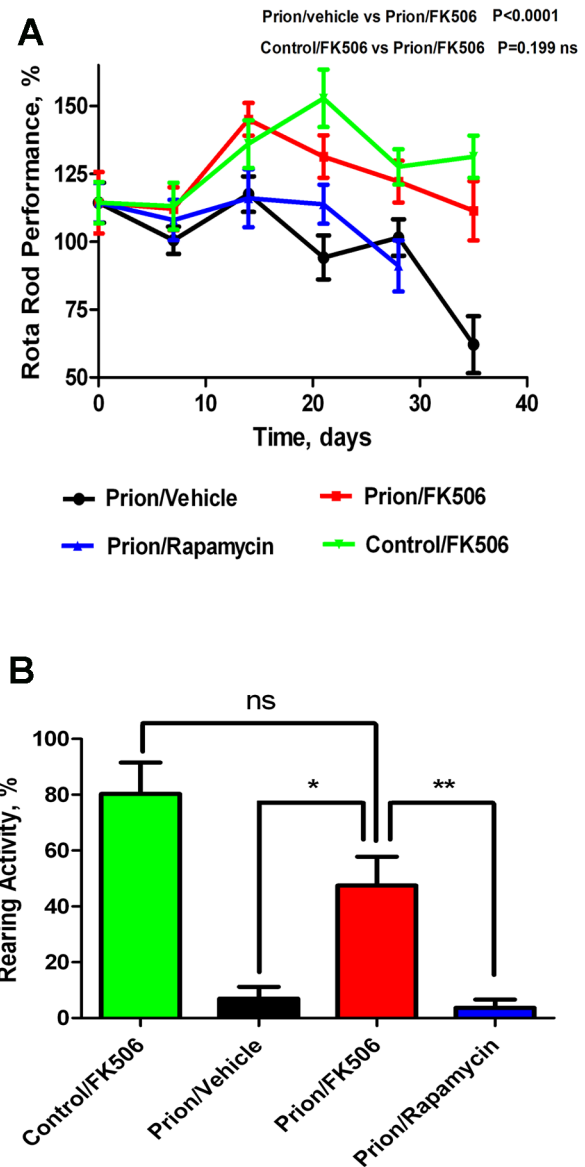 A
Prion/vehicle vs Prion/FK506 P<0.0001
Control/FK506 vs Prion/FK506 P=0.199 ns
Rota Rod Performance, %
150
125
100
75
50
0 10 20 30 40
Time, days
Prion/Vehicle Prion/FK506
Prion/Rapamycin Control/FK506
B
ns
* **
Rearing Activity, %
100
80
60
40
20
0
Control/FK506
Prion/Vehicle
Prion/FK506
Prion/Rapamycin